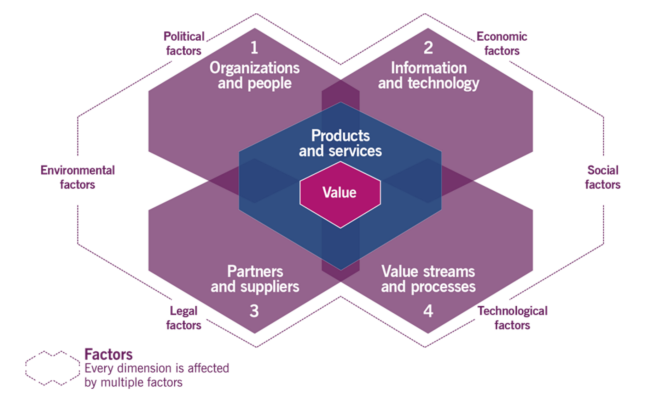 Political
factors
Economic
factors
1
Organizations
and people
2
Information
and technology
Products
and services
Environmental
factors
Value
Social
factors
Partners
and suppliers
3
Value streams
and processes
4
Legal
factors
Technological
factors
Factors
Every dimension is affected
by multiple factors